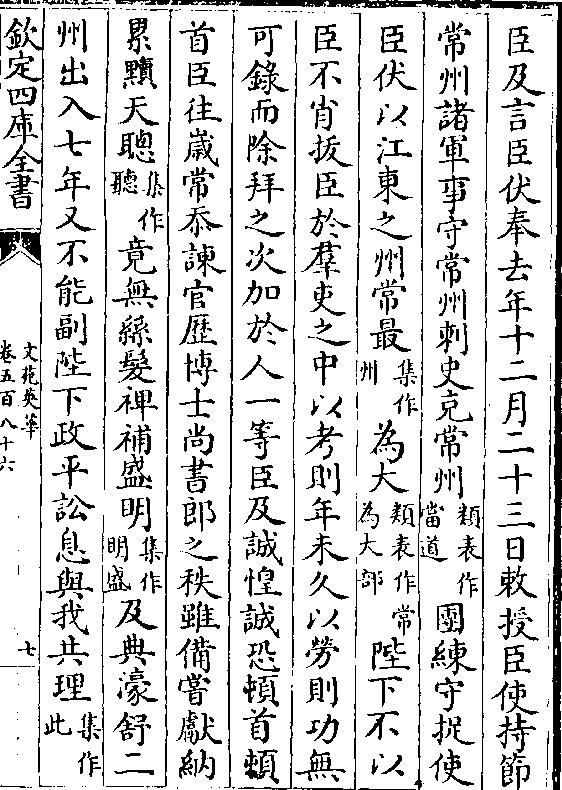 臣及言臣伏奉去年十二月二十三日敕授臣使持節
常州諸軍事守常州刺史克常州類表作當道團練守捉使
臣伏以江東之州常最集作州為大類表作常為大部陛下不以
臣不肖拔臣於羣吏之中以考則年未久以勞則功無
可錄而除拜之次加於人一等臣及誠惶誠恐頓首頓
首臣往歲常忝諫官歷博士尚書郎之秩雖備嘗獻納
累黷天聰集作聽竟無絲髮裨補盛明集作明盛及典濠舒二
州出入七年又不能副陛下政平訟息與我共理集作此
欽定四庫全書
文苑英華
卷五百八十六
七